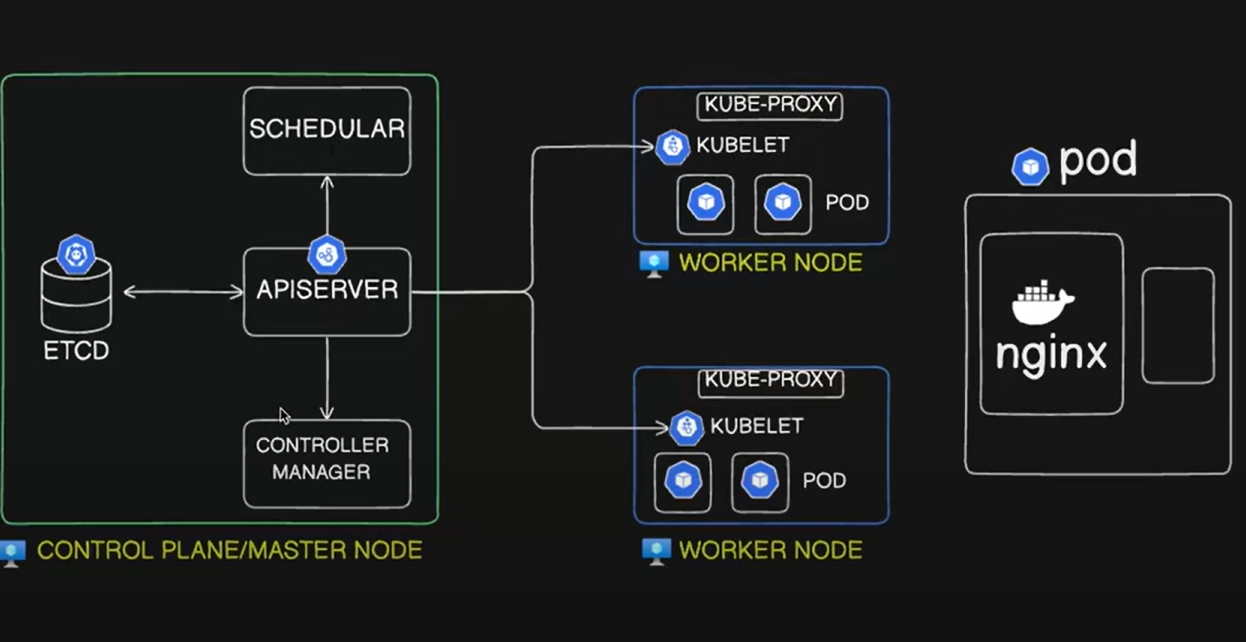 SCHEDULAR
APISERVER
ETCD
CONTROLLER
MANAGER
CONTROL PLANE/MASTER NODE
KUBE-PROXY
KUBELET
POD
WORKER NODE
KUBE-PROXY
KUBELET
POD
WORKER NODE
pod
nginx